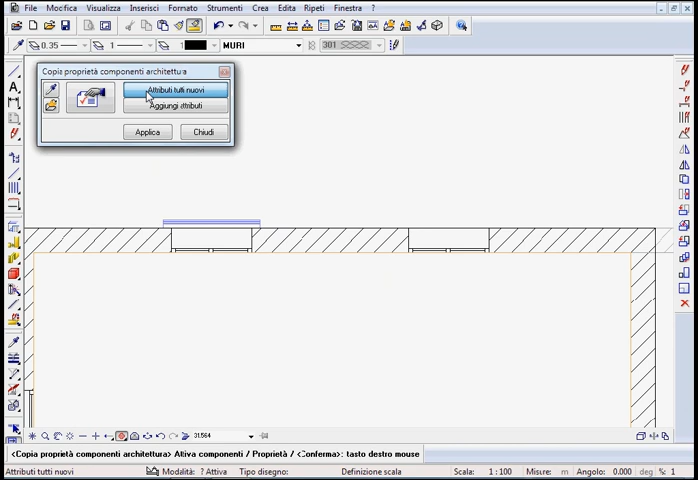 File Modifica Visualizza Inserisci Formato Strumenti Crea Edita Ripeti Finestra ?
0.35 1 1 MURI 301
Copia proprietà componenti architettura
Attributi tutti nuovi
Aggiungi attributi
Applica Chiudi
31.564
<Copia proprietà componenti architettura> Attiva componenti / Proprietà / <Conferma>: tasto destro mouse
Attributi tutti nuovi Modalità: ? Attiva Tipo disegno: Definizione scala Scala: 1 : 100 Misure: m Angolo: 0.000 deg % 1